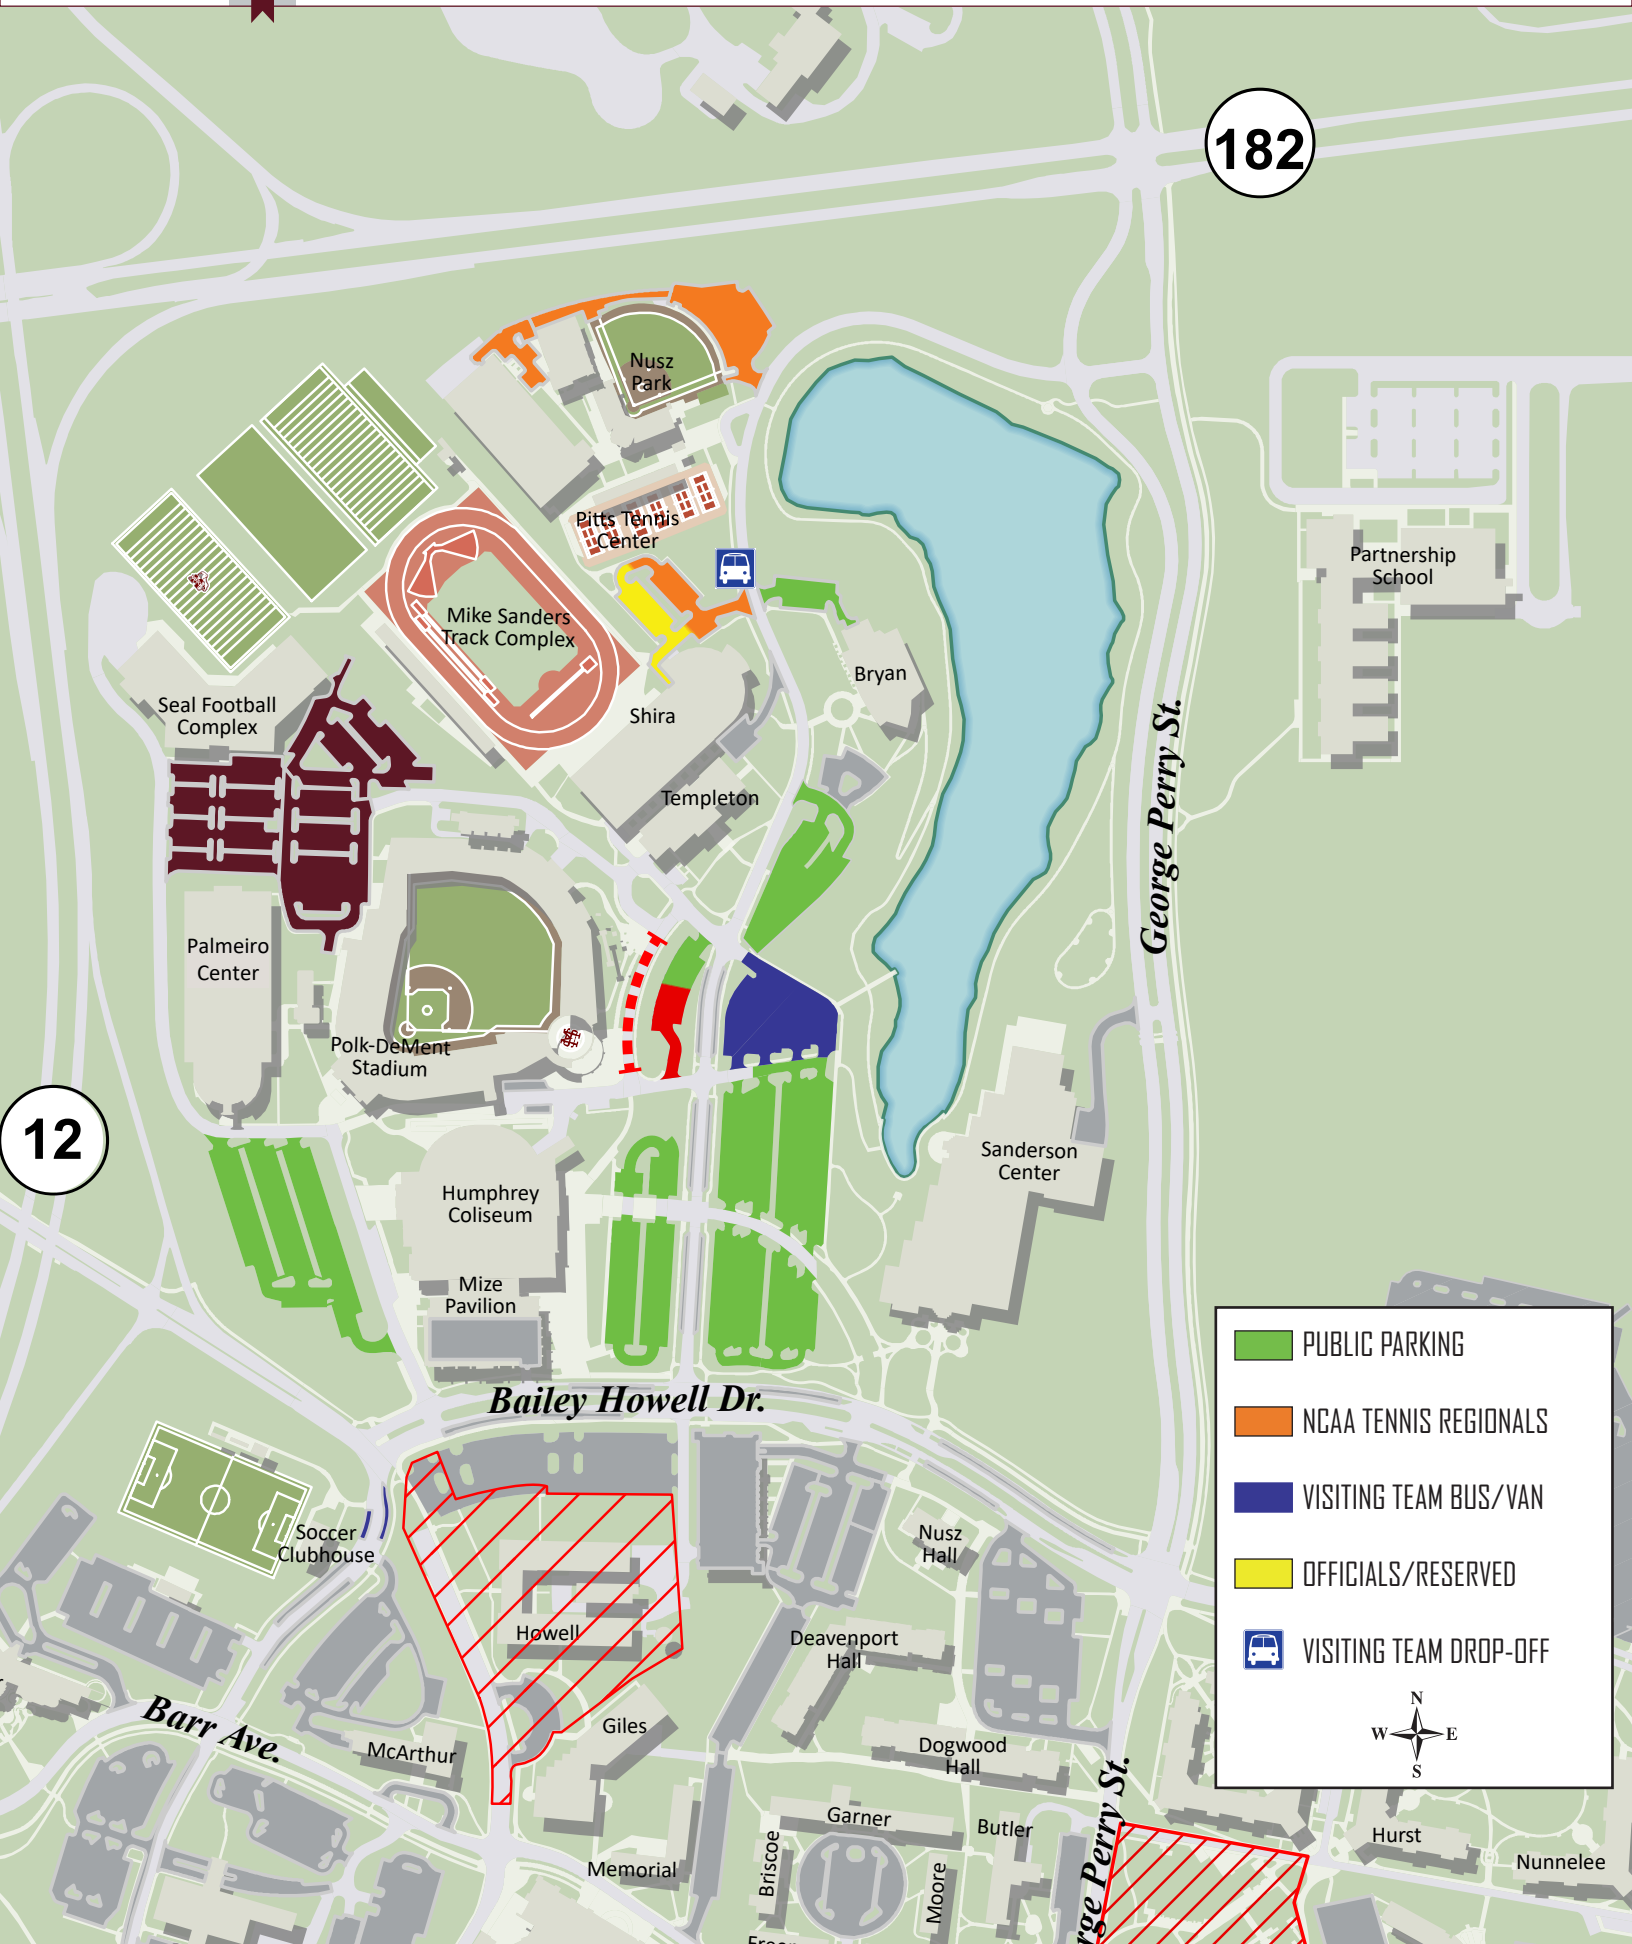 182
Nusz
Park
Pitts Tennis
Center
Partnership
School
Mike Sanders
Track Complex
Bryan
Seal Football
Complex
Shira
Templeton
George Perry St.
Palmeiro
Center
Polk-DeMent
Stadium
12
Sanderson
Center
Humphrey
Coliseum
Mize
Pavilion
PUBLIC PARKING
NCAA TENNIS REGIONALS
VISITING TEAM BUS/VAN
OFFICIALS/RESERVED
VISITING TEAM DROP-OFF
N
W E
S
Bailey Howell Dr.
Soccer
Clubhouse
Nusz
Hall
Howell
Deavenport
Hall
Barr Ave.
Giles
McArthur
Dogwood
Hall
Garner
Butler
Hurst
Memorial
Briscoe
Moore
Nunnelee
rge Perry St.